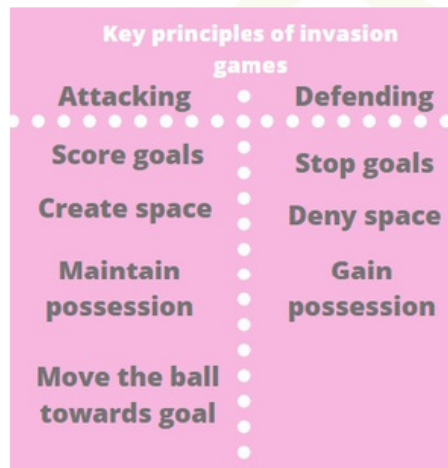 Key principles of invasion
games
Attacking
Defending
Score goals
Stop goals
Create space
Deny space
Maintain
possession
Gain
possession
Move the ball
towards goal